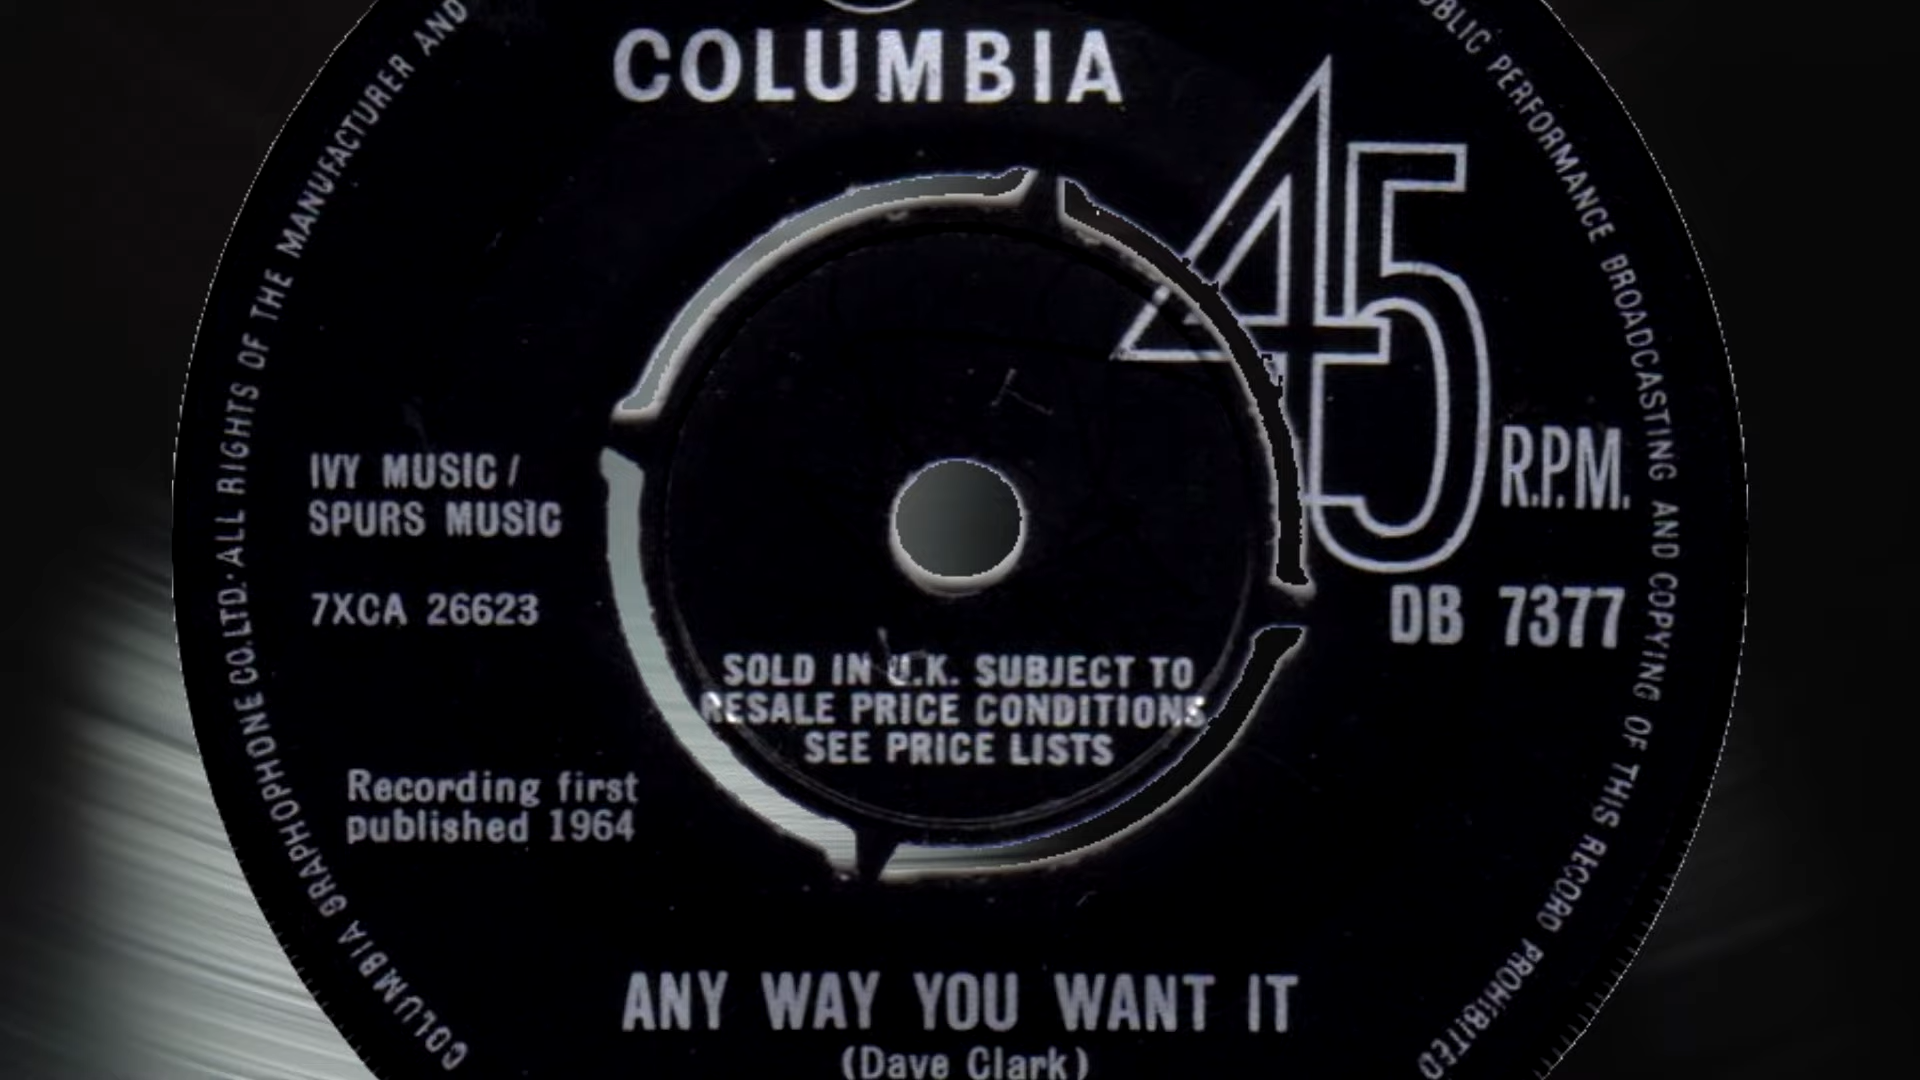 COLUMBIA
45
R.P.M.
IVY MUSIC/
SPURS MUSIC
7XCA 26623
DB 7377
SOLD IN U.K. SUBJECT TO
RESALE PRICE CONDITIONS
SEE PRICE LISTS
Recording first
published 1964
ANY WAY YOU WANT IT
(Dave Clark)
COLUMBIA GRAPHOPHONE CO.LTD. ALL RIGHTS OF THE MANUFACTURER AND
PUBLIC PERFORMANCE BROADCASTING AND COPYING OF THIS RECORD PROHIBITED